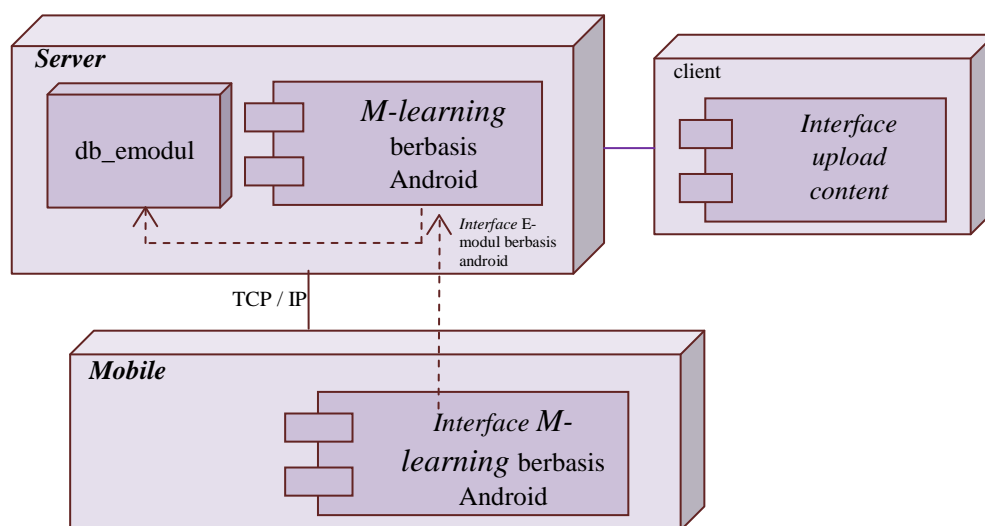 Server
db_emodul
M-learning
berbasis
Android
client
Interface
upload
content
Interface E-
modul berbasis
android
TCP / IP
Mobile
Interface M-
learning berbasis
Android